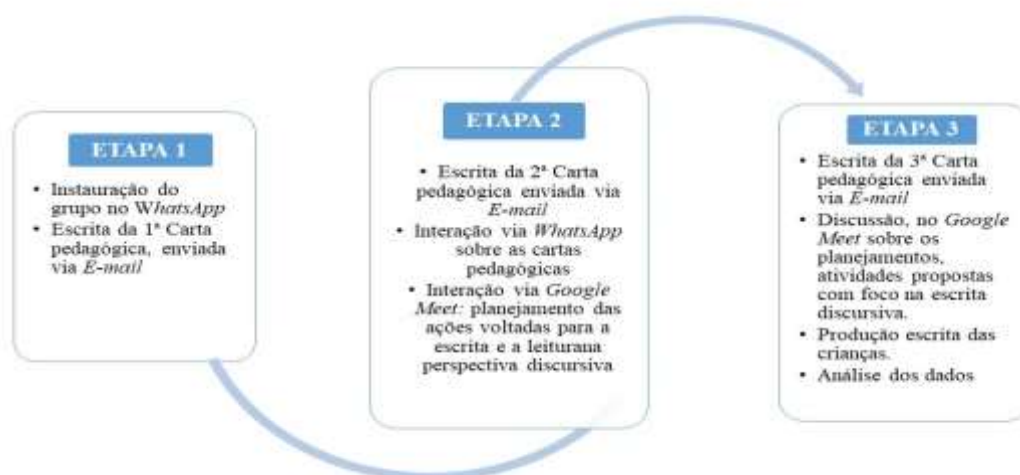 ETAPA 1
• Instauração do
grupo no WhatsApp
• Escrita da 1ª Carta
pedagógica, enviada
via E-mail
ETAPA 2
• Escrita da 2ª Carta
pedagógica enviada via
E-mail
• Interação via WhatsApp
sobre as cartas
pedagógicas
• Interação via Google
Meet: planejamento das
ações voltadas para a
escrita e a leiturana
perspectiva discursiva
ETAPA 3
• Escrita da 3ª Carta
pedagógica enviada
via E-mail
• Discussão, no Google
Meet sobre os
planejamentos,
atividades propostas
com foco na escrita
discursiva.
• Produção escrita das
crianças.
• Análise dos dados